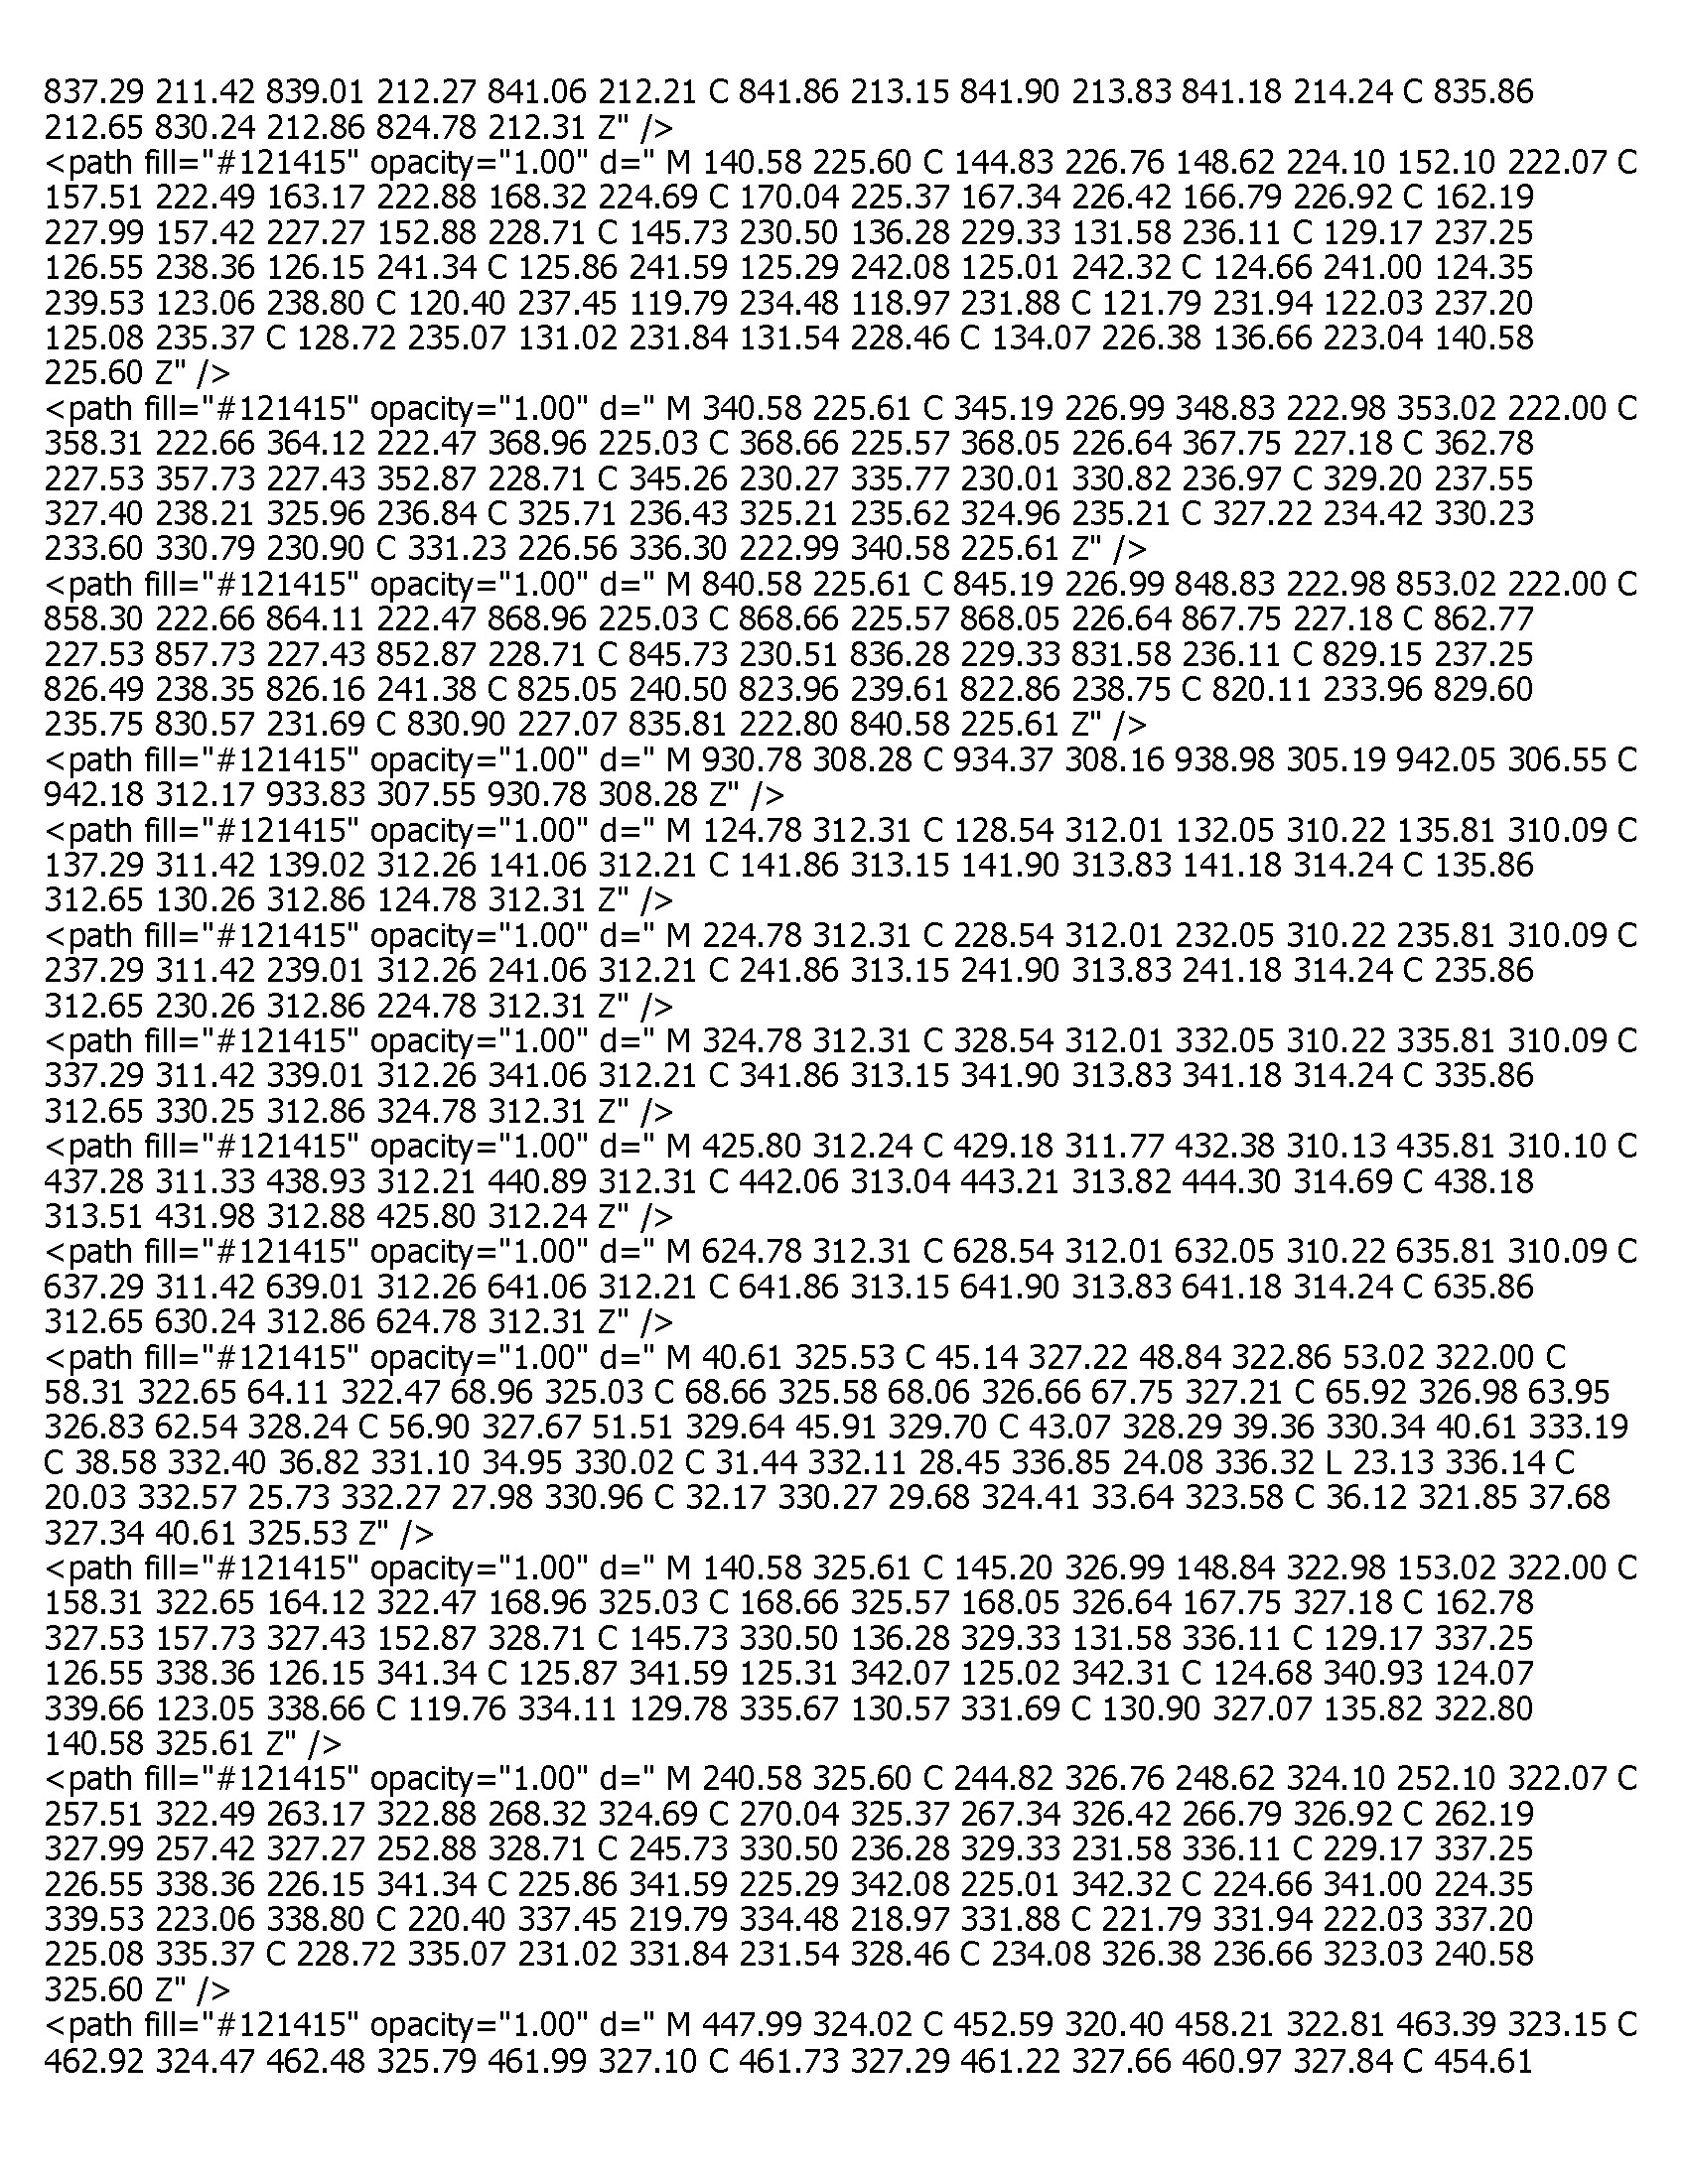 837.29 211.42 839.01 212.27 841.06 212.21 C 841.86 213.15 841.90 213.83 841.18 214.24 C 835.86
212.65 830.24 212.86 824.78 212.31 Z" />
<path fill="#121415" opacity="1.00" d=" M 140.58 225.60 C 144.83 226.76 148.62 224.10 152.10 222.07 C
157.51 222.49 163.17 222.88 168.32 224.69 C 170.04 225.37 167.34 226.42 166.79 226.92 C 162.19
227.99 157.42 227.27 152.88 228.71 C 145.73 230.50 136.28 229.33 131.58 236.11 C 129.17 237.25
126.55 238.36 126.15 241.34 C 125.86 241.59 125.29 242.08 125.01 242.32 C 124.66 241.00 124.35
239.53 123.06 238.80 C 120.40 237.45 119.79 234.48 118.97 231.88 C 121.79 231.94 122.03 237.20
125.08 235.37 C 128.72 235.07 131.02 231.84 131.54 228.46 C 134.07 226.38 136.66 223.04 140.58
225.60 Z" />
<path fill="#121415" opacity="1.00" d=" M 340.58 225.61 C 345.19 226.99 348.83 222.98 353.02 222.00 C
358.31 222.66 364.12 222.47 368.96 225.03 C 368.66 225.57 368.05 226.64 367.75 227.18 C 362.78
227.53 357.73 227.43 352.87 228.71 C 345.26 230.27 335.77 230.01 330.82 236.97 C 329.20 237.55
327.40 238.21 325.96 236.84 C 325.71 236.43 325.21 235.62 324.96 235.21 C 327.22 234.42 330.23
233.60 330.79 230.90 C 331.23 226.56 336.30 222.99 340.58 225.61 Z" />
<path fill="#121415" opacity="1.00" d=" M 840.58 225.61 C 845.19 226.99 848.83 222.98 853.02 222.00 C
858.30 222.66 864.11 222.47 868.96 225.03 C 868.66 225.57 868.05 226.64 867.75 227.18 C 862.77
227.53 857.73 227.43 852.87 228.71 C 845.73 230.51 836.28 229.33 831.58 236.11 C 829.15 237.25
826.49 238.35 826.16 241.38 C 825.05 240.50 823.96 239.61 822.86 238.75 C 820.11 233.96 829.60
235.75 830.57 231.69 C 830.90 227.07 835.81 222.80 840.58 225.61 Z" />
<path fill="#121415" opacity="1.00" d=" M 930.78 308.28 C 934.37 308.16 938.98 305.19 942.05 306.55 C
942.18 312.17 933.83 307.55 930.78 308.28 Z" />
<path fill="#121415" opacity="1.00" d=" M 124.78 312.31 C 128.54 312.01 132.05 310.22 135.81 310.09 C
137.29 311.42 139.02 312.26 141.06 312.21 C 141.86 313.15 141.90 313.83 141.18 314.24 C 135.86
312.65 130.26 312.86 124.78 312.31 Z" />
<path fill="#121415" opacity="1.00" d=" M 224.78 312.31 C 228.54 312.01 232.05 310.22 235.81 310.09 C
237.29 311.42 239.01 312.26 241.06 312.21 C 241.86 313.15 241.90 313.83 241.18 314.24 C 235.86
312.65 230.26 312.86 224.78 312.31 Z" />
<path fill="#121415" opacity="1.00" d=" M 324.78 312.31 C 328.54 312.01 332.05 310.22 335.81 310.09 C
337.29 311.42 339.01 312.26 341.06 312.21 C 341.86 313.15 341.90 313.83 341.18 314.24 C 335.86
312.65 330.25 312.86 324.78 312.31 Z" />
<path fill="#121415" opacity="1.00" d=" M 425.80 312.24 C 429.18 311.77 432.38 310.13 435.81 310.10 C
437.28 311.33 438.93 312.21 440.89 312.31 C 442.06 313.04 443.21 313.82 444.30 314.69 C 438.18
313.51 431.98 312.88 425.80 312.24 Z" />
<path fill="#121415" opacity="1.00" d=" M 624.78 312.31 C 628.54 312.01 632.05 310.22 635.81 310.09 C
637.29 311.42 639.01 312.26 641.06 312.21 C 641.86 313.15 641.90 313.83 641.18 314.24 C 635.86
312.65 630.24 312.86 624.78 312.31 Z" />
<path fill="#121415" opacity="1.00" d=" M 40.61 325.53 C 45.14 327.22 48.84 322.86 53.02 322.00 C
58.31 322.65 64.11 322.47 68.96 325.03 C 68.66 325.58 68.06 326.66 67.75 327.21 C 65.92 326.98 63.95
326.83 62.54 328.24 C 56.90 327.67 51.51 329.64 45.91 329.70 C 43.07 328.29 39.36 330.34 40.61 333.19
C 38.58 332.40 36.82 331.10 34.95 330.02 C 31.44 332.11 28.45 336.85 24.08 336.32 L 23.13 336.14 C
20.03 332.57 25.73 332.27 27.98 330.96 C 32.17 330.27 29.68 324.41 33.64 323.58 C 36.12 321.85 37.68
327.34 40.61 325.53 Z" />
<path fill="#121415" opacity="1.00" d=" M 140.58 325.61 C 145.20 326.99 148.84 322.98 153.02 322.00 C
158.31 322.65 164.12 322.47 168.96 325.03 C 168.66 325.57 168.05 326.64 167.75 327.18 C 162.78
327.53 157.73 327.43 152.87 328.71 C 145.73 330.50 136.28 329.33 131.58 336.11 C 129.17 337.25
126.55 338.36 126.15 341.34 C 125.87 341.59 125.31 342.07 125.02 342.31 C 124.68 340.93 124.07
339.66 123.05 338.66 C 119.76 334.11 129.78 335.67 130.57 331.69 C 130.90 327.07 135.82 322.80
140.58 325.61 Z" />
<path fill="#121415" opacity="1.00" d=" M 240.58 325.60 C 244.82 326.76 248.62 324.10 252.10 322.07 C
257.51 322.49 263.17 322.88 268.32 324.69 C 270.04 325.37 267.34 326.42 266.79 326.92 C 262.19
327.99 257.42 327.27 252.88 328.71 C 245.73 330.50 236.28 329.33 231.58 336.11 C 229.17 337.25
226.55 338.36 226.15 341.34 C 225.86 341.59 225.29 342.08 225.01 342.32 C 224.66 341.00 224.35
339.53 223.06 338.80 C 220.40 337.45 219.79 334.48 218.97 331.88 C 221.79 331.94 222.03 337.20
225.08 335.37 C 228.72 335.07 231.02 331.84 231.54 328.46 C 234.08 326.38 236.66 323.03 240.58
325.60 Z" />
<path fill="#121415" opacity="1.00" d=" M 447.99 324.02 C 452.59 320.40 458.21 322.81 463.39 323.15 C
462.92 324.47 462.48 325.79 461.99 327.10 C 461.73 327.29 461.22 327.66 460.97 327.84 C 454.61